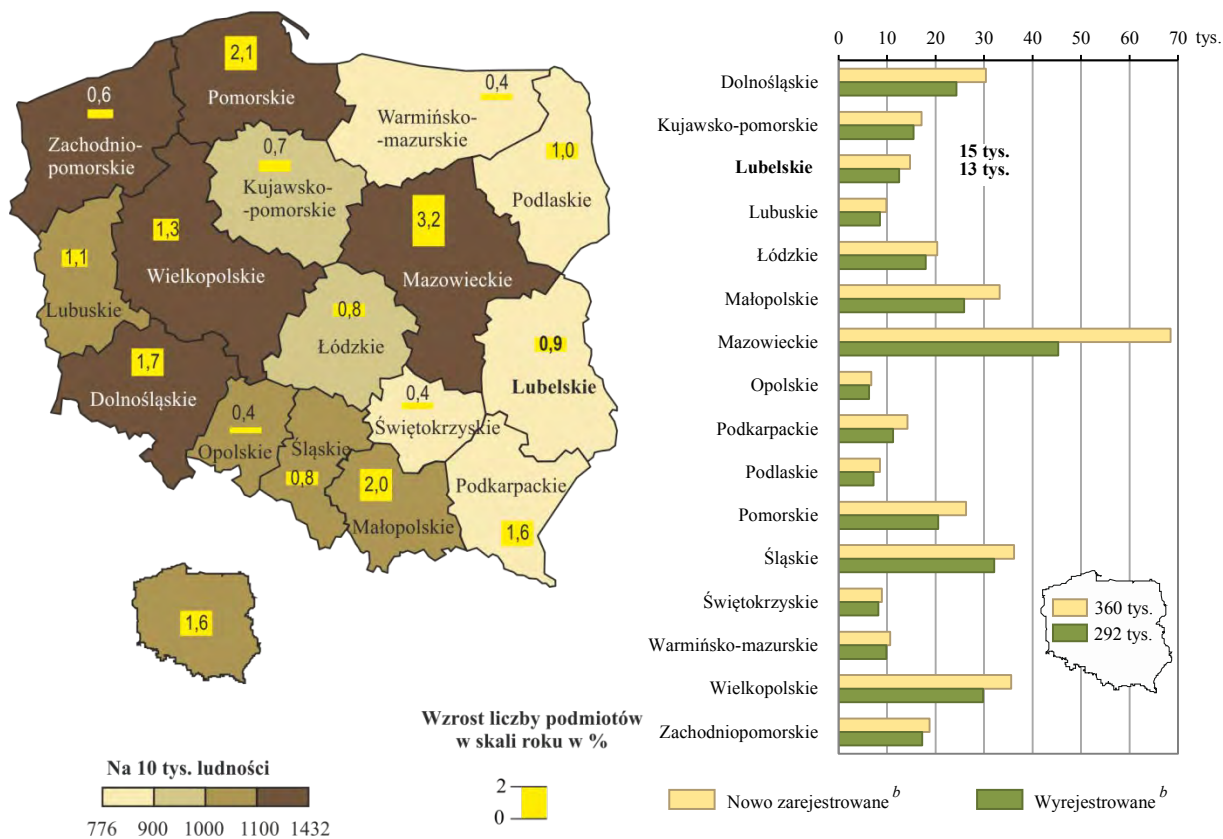 2,1
Pomorskie
0,6
Zachodnio-
pomorskie
0,4
Warmińsko-
-mazurskie
0,7
Kujawsko-
-pomorskie
1,0
Podlaskie
3,2
Mazowieckie
1,3
Wielkopolskie
1,1
Lubuskie
0,8
Łódzkie
0,9
Lubelskie
1,7
Dolnośląskie
0,4
Opolskie
Śląskie
0,8
0,4
Świętokrzyskie
2,0
Małopolskie
Podkarpackie
1,6
1,6
Na 10 tys. ludności
776 900 1000 1100 1432
Wzrost liczby podmiotów
w skali roku w %
2
0
0 10 20 30 40 50 60 70 tys.
Dolnośląskie
Kujawsko-pomorskie
Lubelskie
15 tys.
13 tys.
Lubuskie
Łódzkie
Małopolskie
Mazowieckie
Opolskie
Podkarpackie
Podlaskie
Pomorskie
Śląskie
Świętokrzyskie
Warmińsko-mazurskie
Wielkopolskie
Zachodniopomorskie
360 tys.
292 tys.
Nowo zarejestrowane b
Wyrejestrowane b